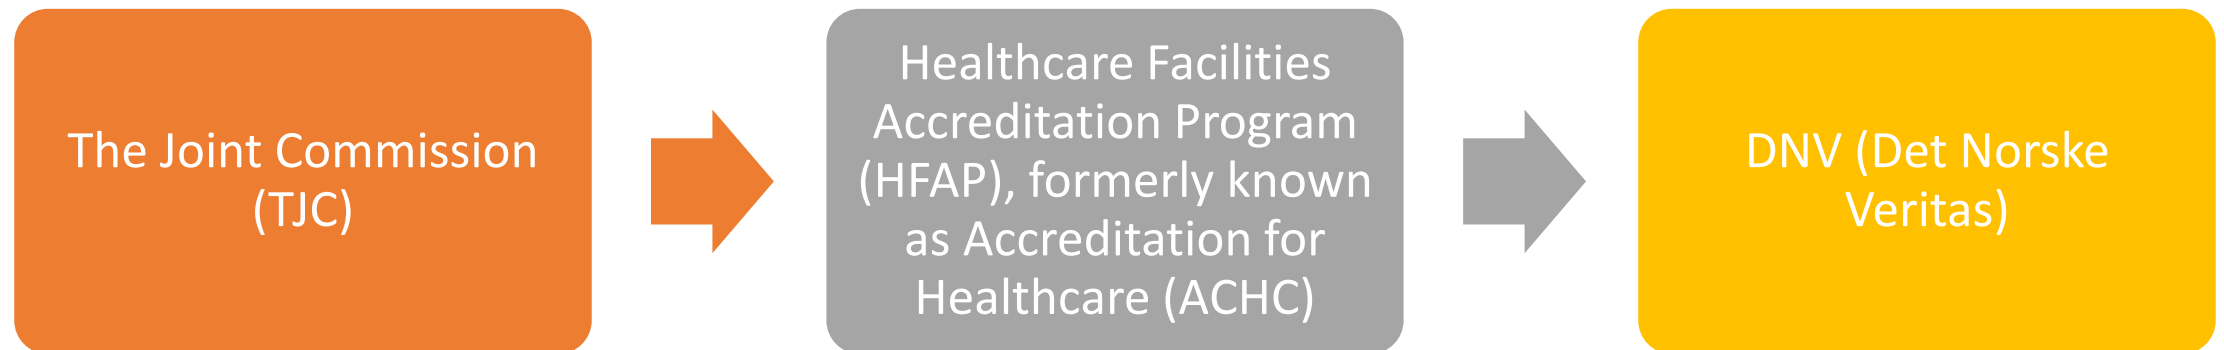 The Joint Commission
(TJC)
Healthcare Facilities
Accreditation Program
(HFAP), formerly known
as Accreditation for
Healthcare (ACHC)
DNV (Det Norske
Veritas)